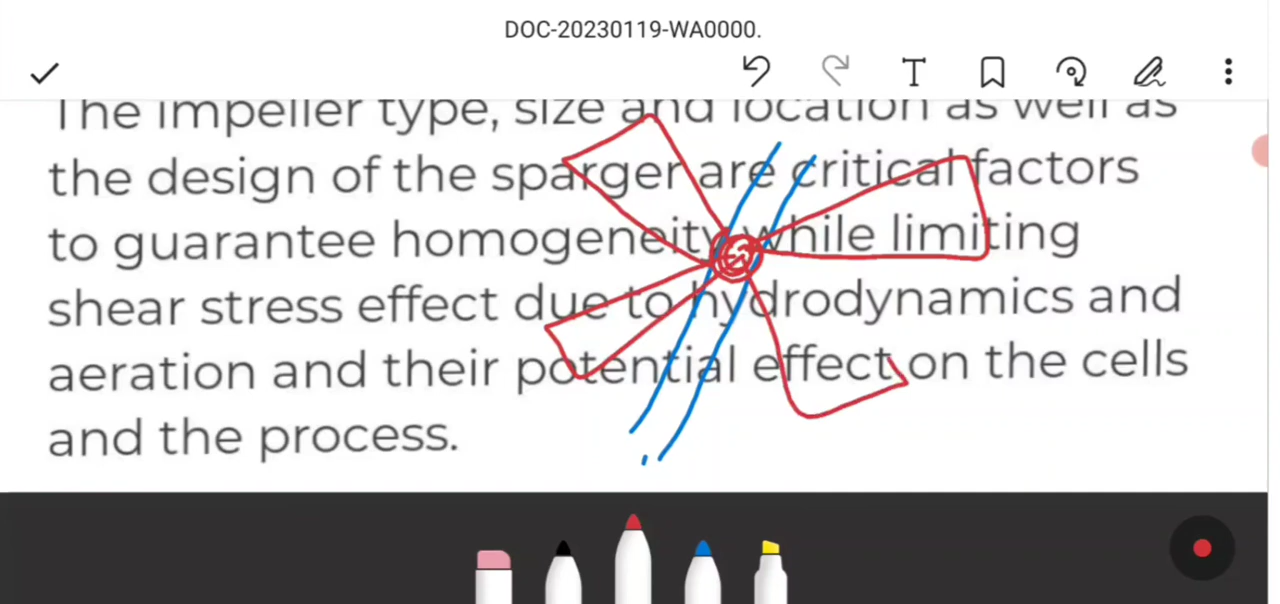 DOC-20230119-WA0000.
T
The impeller type, size and location as well as
the design of the sparger are critical factors
to guarantee homogeneity while limiting
shear stress effect due to hydrodynamics and
aeration and their potential effect on the cells
and the process.